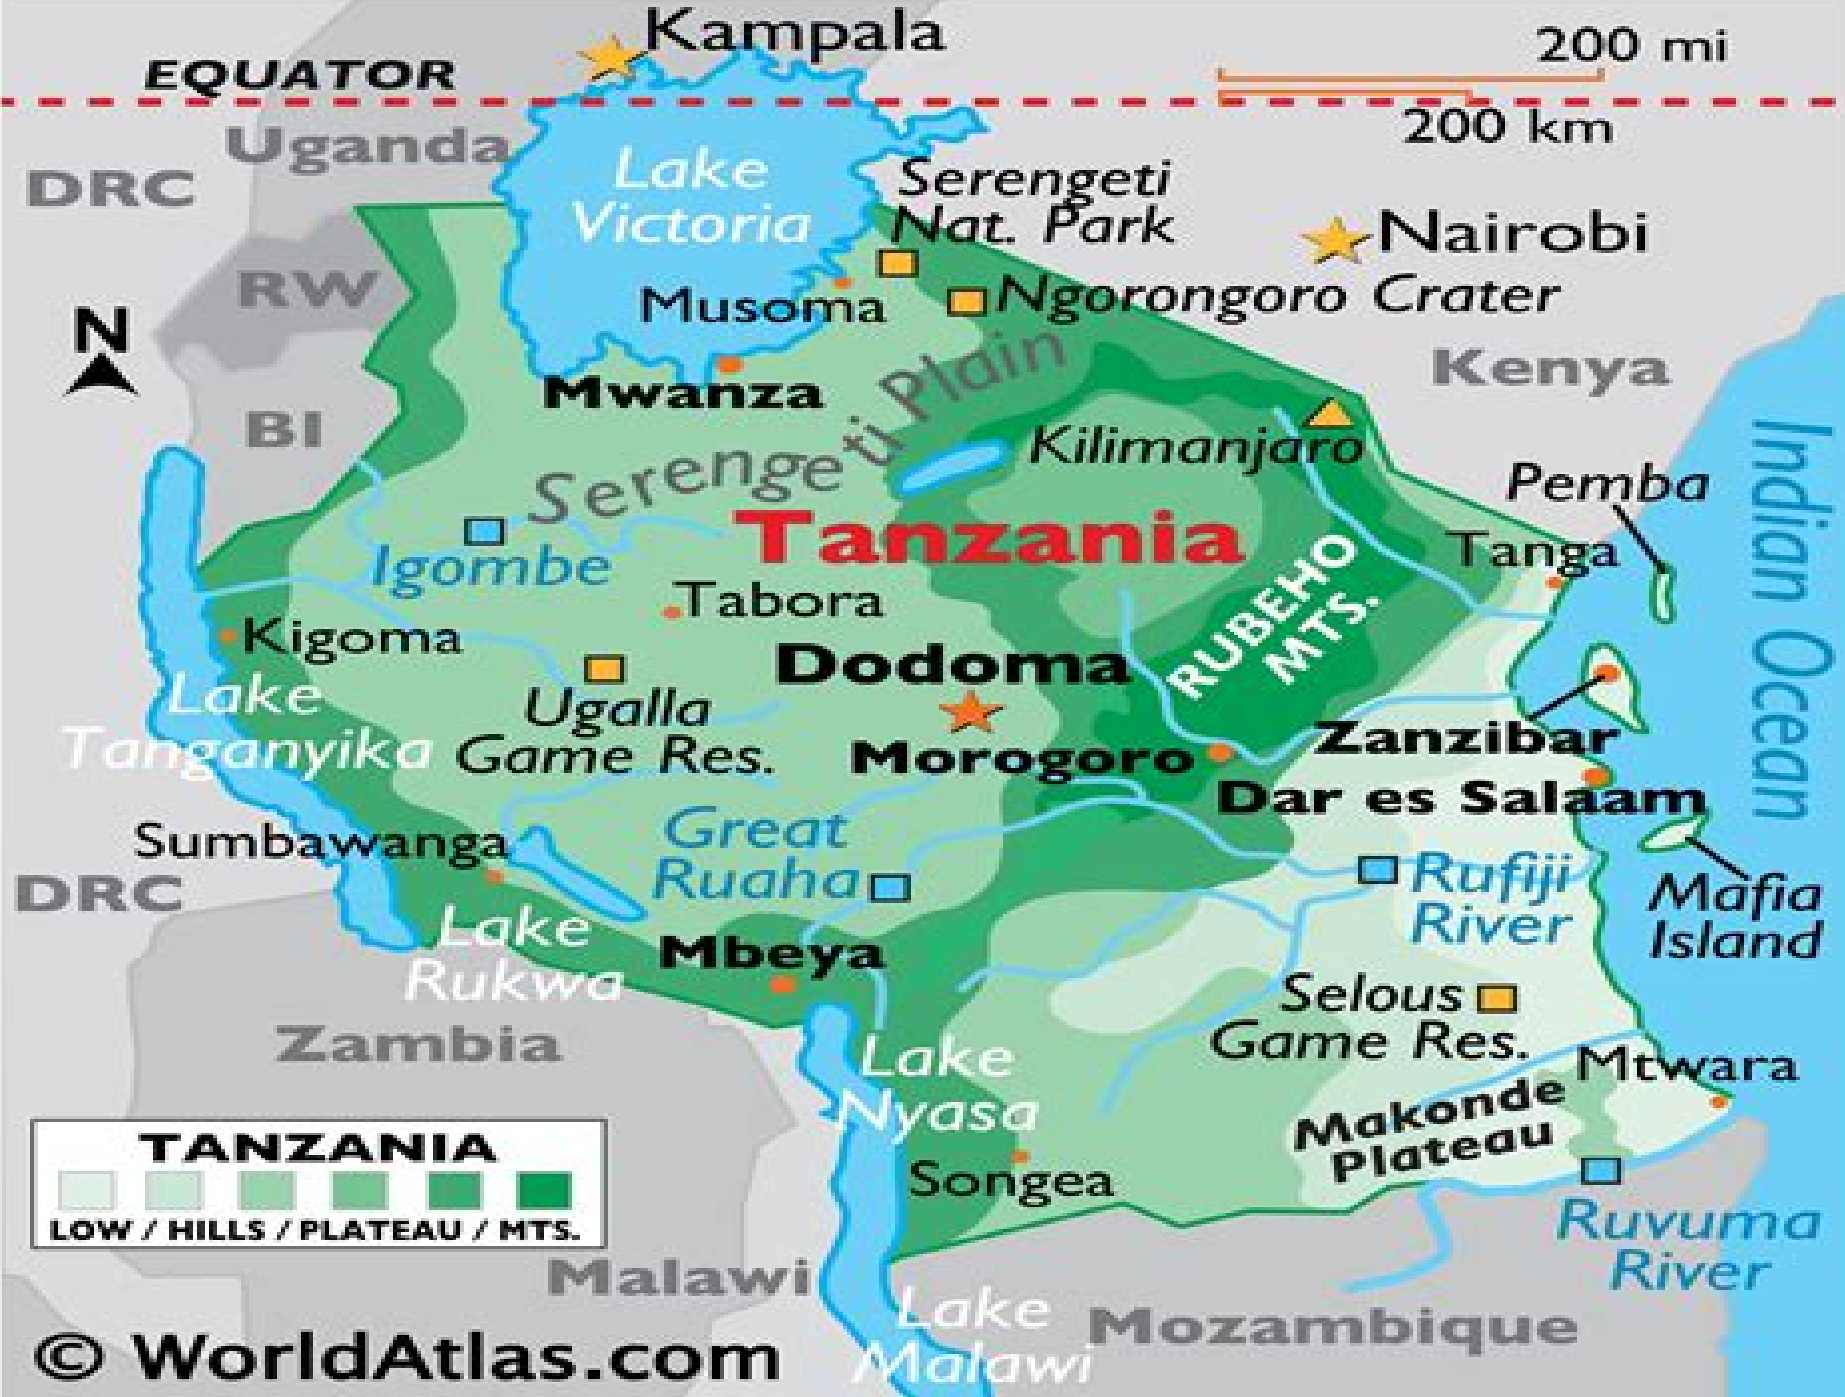 Kampala
200 mi
EQUATOR
200 km
Uganda
DRC
Lake
Victoria
Serengeti
Nat. Park
Nairobi
RW
N
Musoma
Ngorongoro Crater
Kenya
Mwanza
Serengeti Plain
BI
Kilimanjaro
Indian Ocean
Pemba
Tanzania
Igombe
Tanga
Tabora
RUBEHO
MTS.
Kigoma
Dodoma
Lake
Tanganyika
Ugalla
Game Res.
Zanzibar
Morogoro
Dar es Salaam
Sumbawanga
Great
Ruaha
Rufiji
River
DRC
Mafia
Island
Lake
Rukwa
Mbeya
Selous
Game Res.
Zambia
Lake
Nyasa
Mtwara
Makonde
Plateau
TANZANIA
LOW / HILLS / PLATEAU / MTS.
Songea
Ruvuma
River
Malawi
Lake
Malawi
Mozambique
© WorldAtlas.com